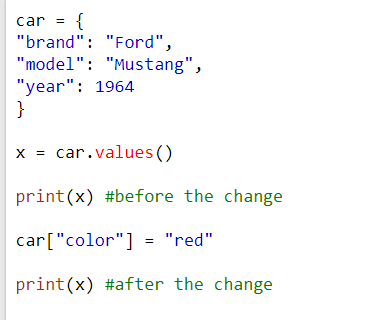 car = {
"brand": "Ford",
"model": "Mustang",
"year": 1964
}
x = car.values()
print(x) #before the change
car["color"] = "red"
print(x) #after the change